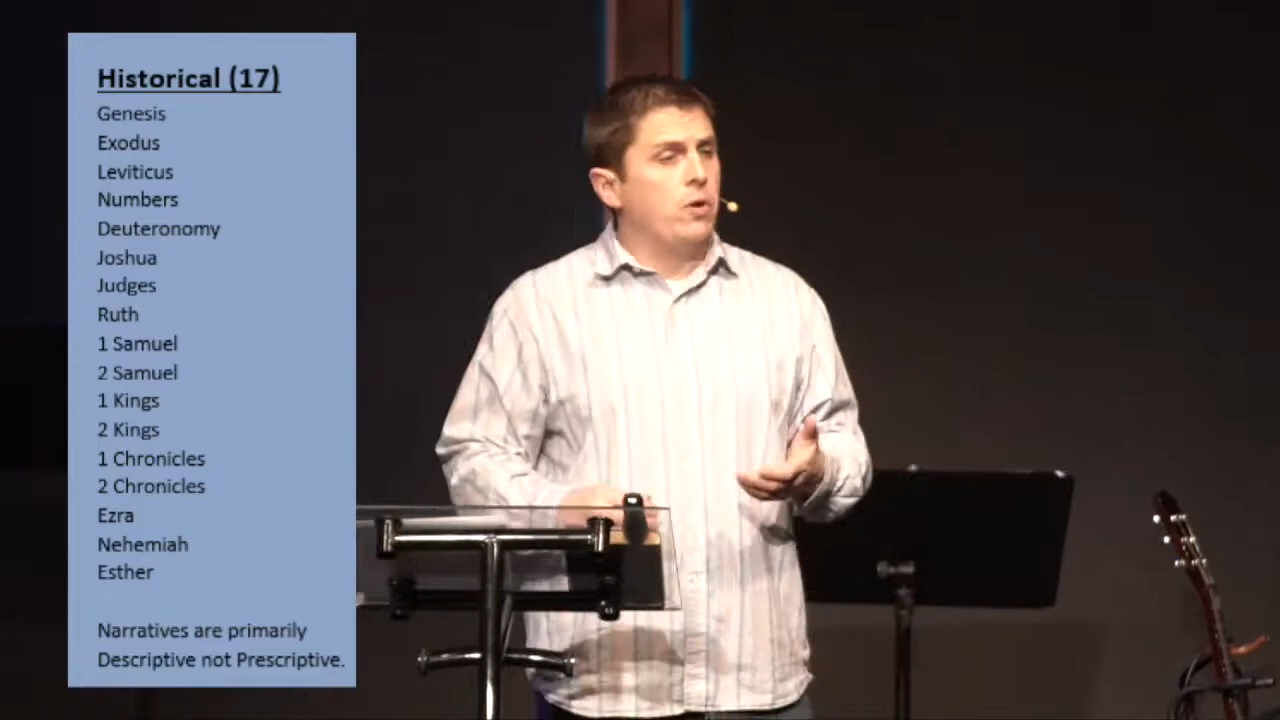 Historical (17)
Genesis
Exodus
Leviticus
Numbers
Deuteronomy
Joshua
Judges
Ruth
1 Samuel
2 Samuel
1 Kings
2 Kings
1 Chronicles
2 Chronicles
Ezra
Nehemiah
Esther
Narratives are primarily
Descriptive not Prescriptive.